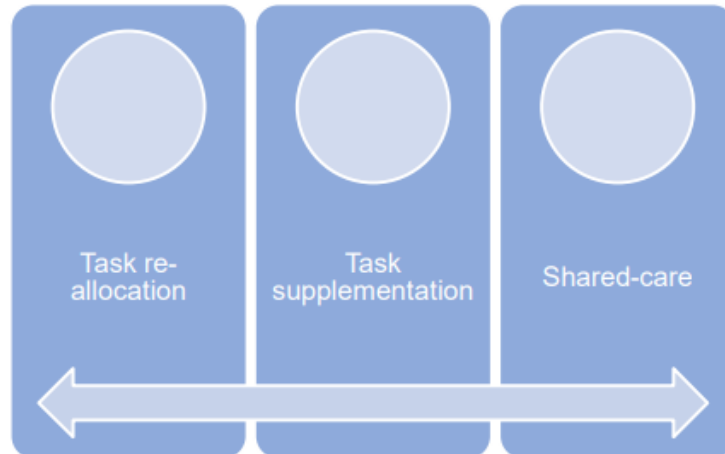 Task re-
allocation
Task
supplementation
Shared-care